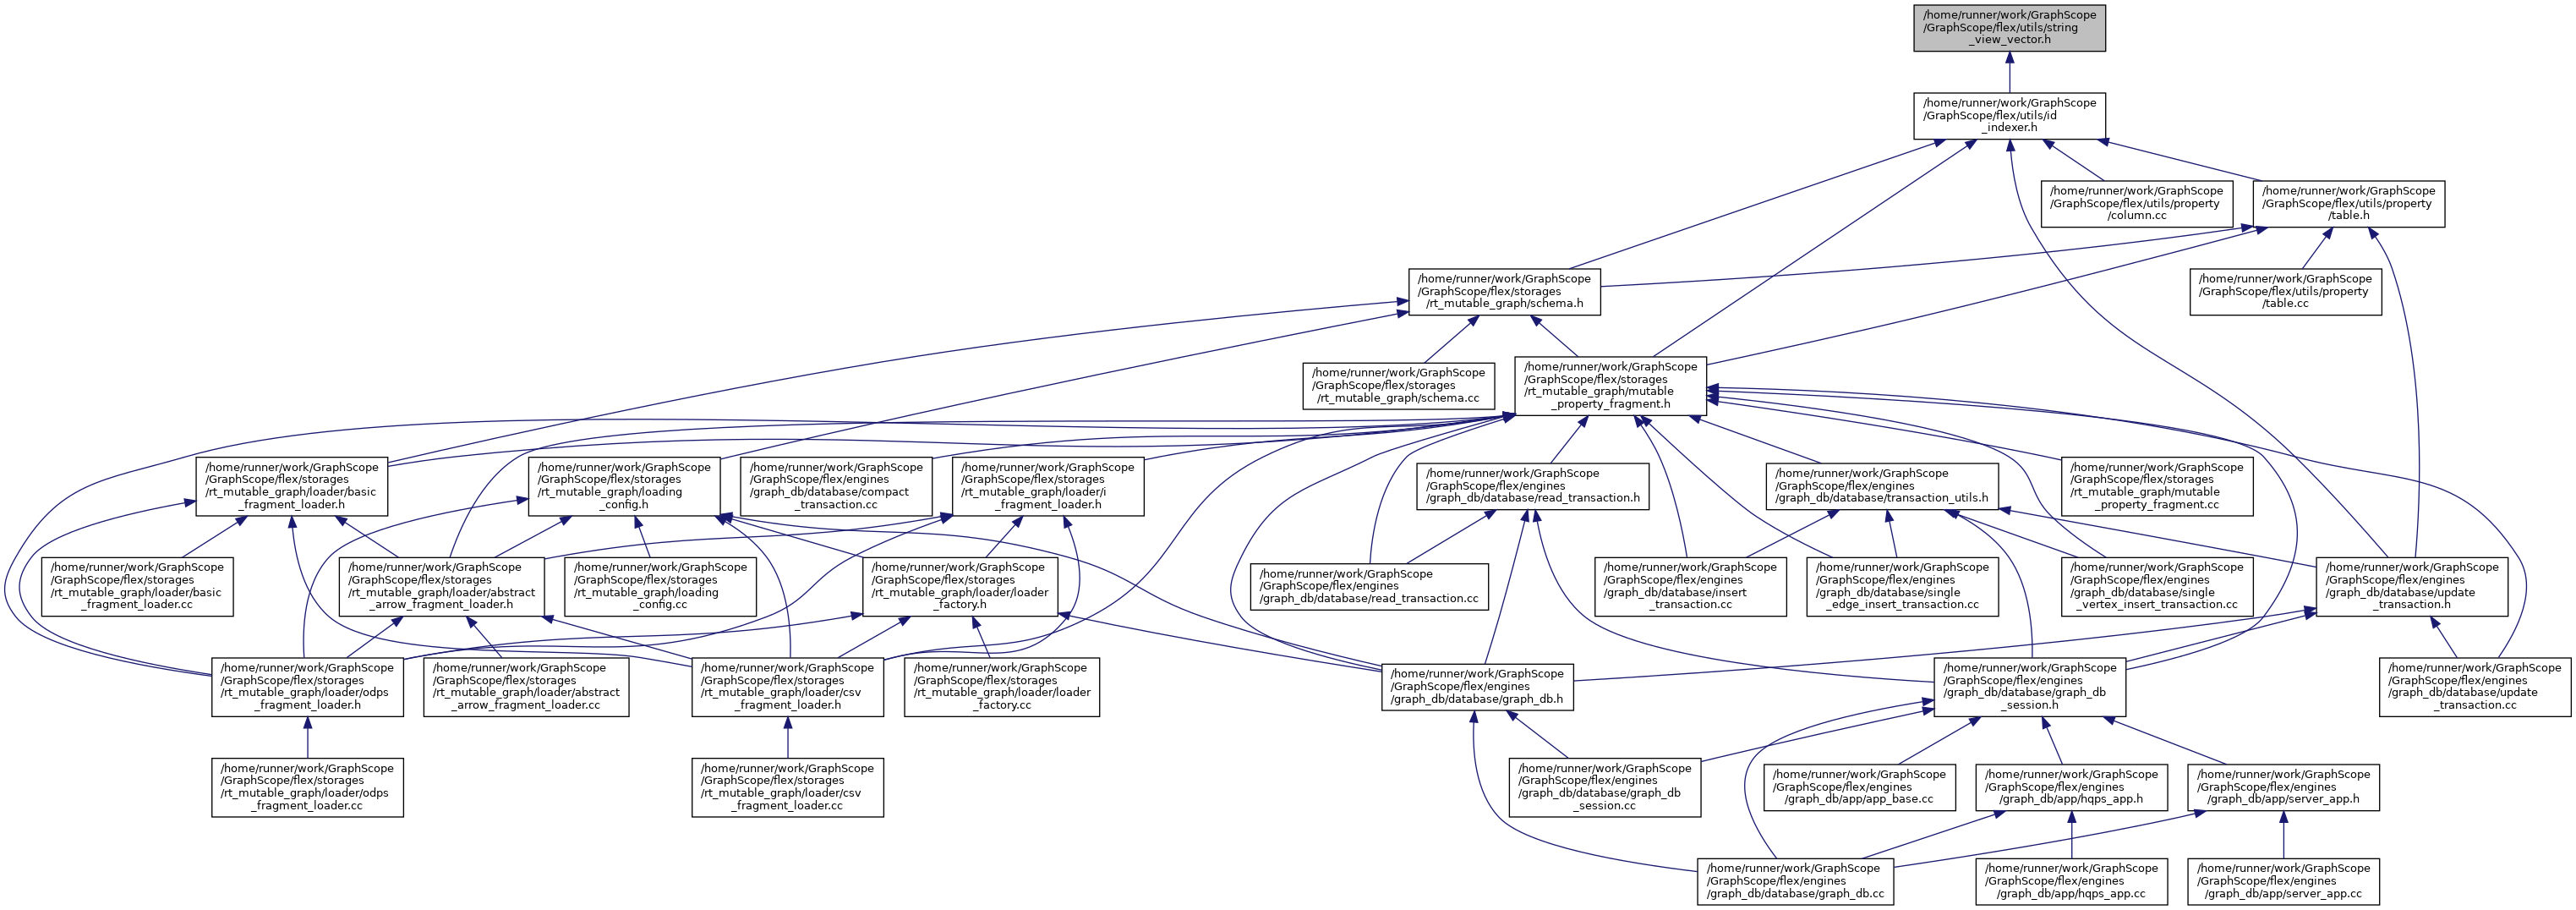 /home/runner/work/GraphScope
/GraphScope/flex/utils/string
_view_vector.h
/home/runner/work/GraphScope
/GraphScope/flex/utils/id
_indexer.h
/home/runner/work/GraphScope
/GraphScope/flex/utils/property
/column.cc
/home/runner/work/GraphScope
/GraphScope/flex/utils/property
/table.h
/home/runner/work/GraphScope
/GraphScope/flex/storages
/rt_mutable_graph/schema.h
/home/runner/work/GraphScope
/GraphScope/flex/utils/property
/table.cc
/home/runner/work/GraphScope
/GraphScope/flex/storages
/rt_mutable_graph/schema.cc
/home/runner/work/GraphScope
/GraphScope/flex/storages
/rt_mutable_graph/mutable
_property_fragment.h
/home/runner/work/GraphScope
/GraphScope/flex/storages
/rt_mutable_graph/loader/basic
_fragment_loader.h
/home/runner/work/GraphScope
/GraphScope/flex/storages
/rt_mutable_graph/loading
_config.h
/home/runner/work/GraphScope
/GraphScope/flex/engines
/graph_db/database/compact
_transaction.cc
/home/runner/work/GraphScope
/GraphScope/flex/storages
/rt_mutable_graph/loader/i
_fragment_loader.h
/home/runner/work/GraphScope
/GraphScope/flex/engines
/graph_db/database/read_transaction.h
/home/runner/work/GraphScope
/GraphScope/flex/engines
/graph_db/database/transaction_utils.h
/home/runner/work/GraphScope
/GraphScope/flex/storages
/rt_mutable_graph/mutable
_property_fragment.cc
/home/runner/work/GraphScope
/GraphScope/flex/storages
/rt_mutable_graph/loader/basic
_fragment_loader.cc
/home/runner/work/GraphScope
/GraphScope/flex/storages
/rt_mutable_graph/loader/abstract
_arrow_fragment_loader.h
/home/runner/work/GraphScope
/GraphScope/flex/storages
/rt_mutable_graph/loading
_config.cc
/home/runner/work/GraphScope
/GraphScope/flex/storages
/rt_mutable_graph/loader/loader
_factory.h
/home/runner/work/GraphScope
/GraphScope/flex/engines
/graph_db/database/read_transaction.cc
/home/runner/work/GraphScope
/GraphScope/flex/engines
/graph_db/database/insert
_transaction.cc
/home/runner/work/GraphScope
/GraphScope/flex/engines
/graph_db/database/single
_edge_insert_transaction.cc
/home/runner/work/GraphScope
/GraphScope/flex/engines
/graph_db/database/single
_vertex_insert_transaction.cc
/home/runner/work/GraphScope
/GraphScope/flex/engines
/graph_db/database/update
_transaction.h
/home/runner/work/GraphScope
/GraphScope/flex/storages
/rt_mutable_graph/loader/odps
_fragment_loader.h
/home/runner/work/GraphScope
/GraphScope/flex/storages
/rt_mutable_graph/loader/abstract
_arrow_fragment_loader.cc
/home/runner/work/GraphScope
/GraphScope/flex/storages
/rt_mutable_graph/loader/csv
_fragment_loader.h
/home/runner/work/GraphScope
/GraphScope/flex/storages
/rt_mutable_graph/loader/loader
_factory.cc
/home/runner/work/GraphScope
/GraphScope/flex/engines
/graph_db/database/graph_db.h
/home/runner/work/GraphScope
/GraphScope/flex/engines
/graph_db/database/graph_db
_session.h
/home/runner/work/GraphScope
/GraphScope/flex/engines
/graph_db/database/update
_transaction.cc
/home/runner/work/GraphScope
/GraphScope/flex/storages
/rt_mutable_graph/loader/odps
_fragment_loader.cc
/home/runner/work/GraphScope
/GraphScope/flex/storages
/rt_mutable_graph/loader/csv
_fragment_loader.cc
/home/runner/work/GraphScope
/GraphScope/flex/engines
/graph_db/database/graph_db
_session.cc
/home/runner/work/GraphScope
/GraphScope/flex/engines
/graph_db/app/app_base.cc
/home/runner/work/GraphScope
/GraphScope/flex/engines
/graph_db/app/hqps_app.h
/home/runner/work/GraphScope
/GraphScope/flex/engines
/graph_db/app/server_app.h
/home/runner/work/GraphScope
/GraphScope/flex/engines
/graph_db/database/graph_db.cc
/home/runner/work/GraphScope
/GraphScope/flex/engines
/graph_db/app/hqps_app.cc
/home/runner/work/GraphScope
/GraphScope/flex/engines
/graph_db/app/server_app.cc